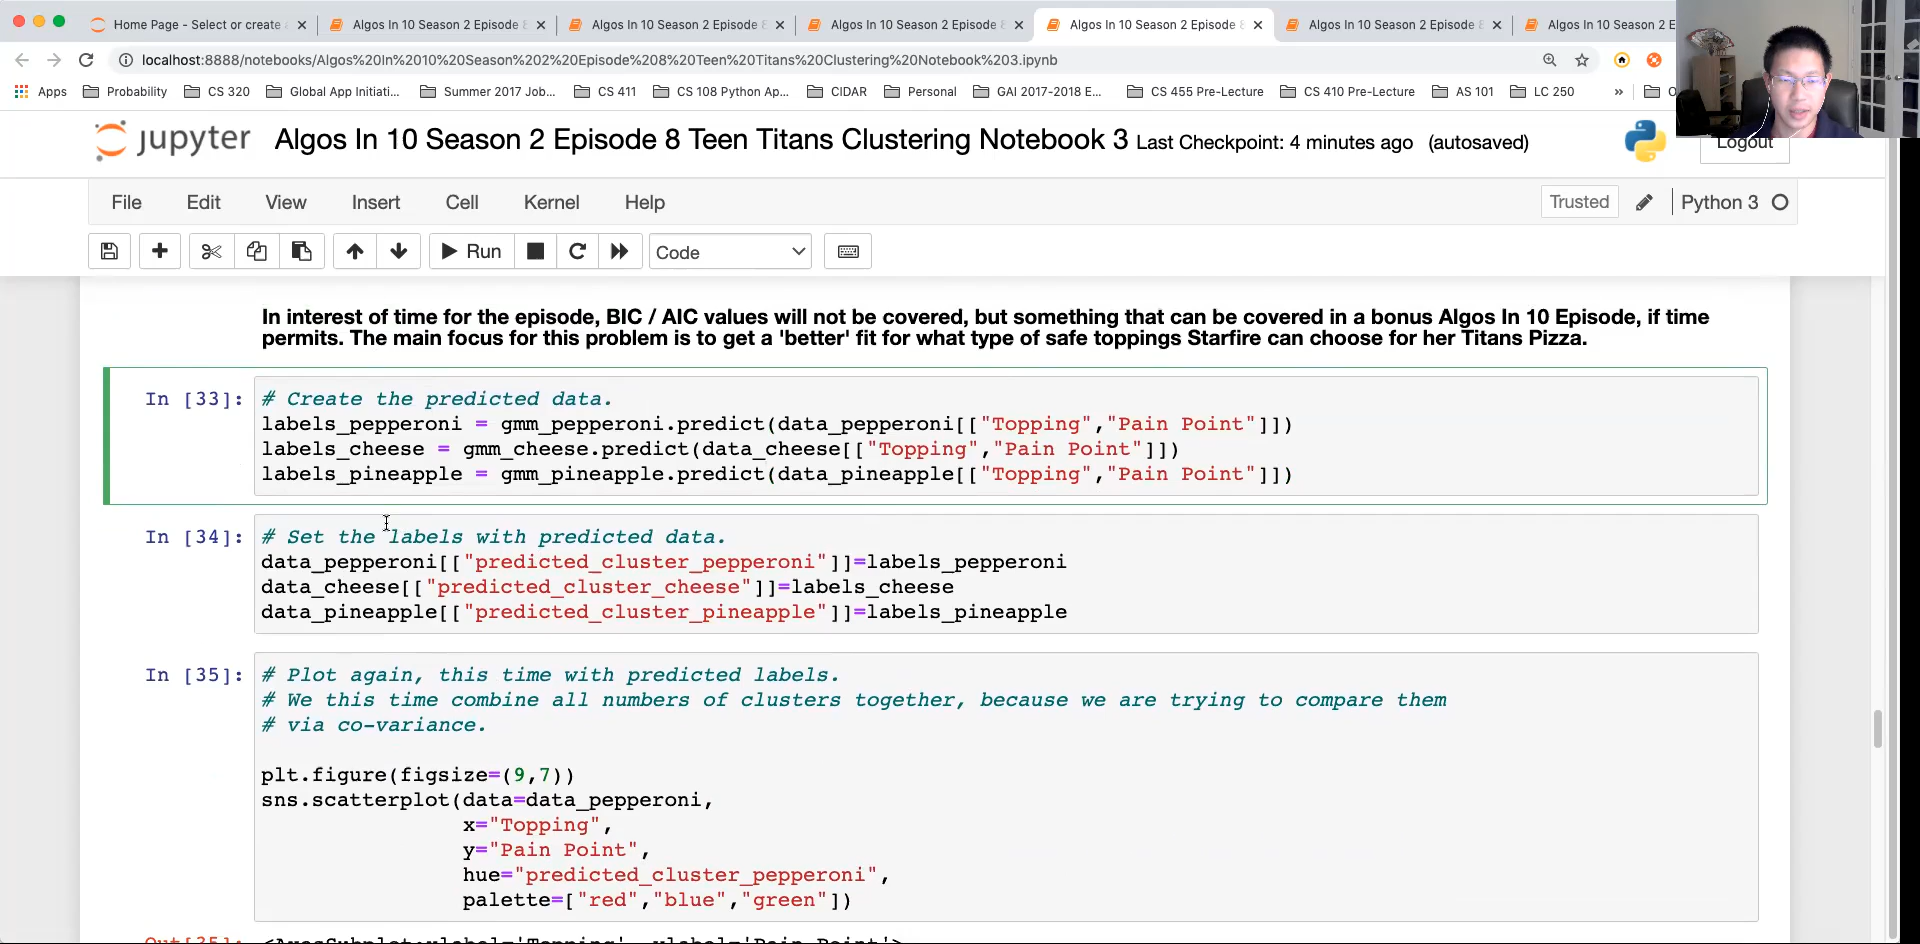 Home Page - Select or create a
Algos In 10 Season 2 Episode 8
Algos In 10 Season 2 Episode 8
Algos In 10 Season 2 Episode 8
Algos In 10 Season 2 Episode 8
Algos In 10 Season 2 Episode 8
Algos In 10 Season 2 E
localhost:8888/notebooks/Algos%20In%2010%20Season%202%20Episode%208%20Teen%20Titans%20Clustering%20Notebook%203.ipynb
Apps
Probability
CS 320
Global App Initiati...
Summer 2017 Job...
CS 411
CS 108 Python Ap...
CIDAR
Personal
GAI 2017-2018 E...
CS 455 Pre-Lecture
CS 410 Pre-Lecture
AS 101
LC 250
»
jupyter
Algos In 10 Season 2 Episode 8 Teen Titans Clustering Notebook 3 Last Checkpoint: 4 minutes ago (autosaved)
Logout
File Edit View Insert Cell Kernel Help
Trusted
Python 3
Run
Code
In interest of time for the episode, BIC / AIC values will not be covered, but something that can be covered in a bonus Algos In 10 Episode, if time
permits. The main focus for this problem is to get a 'better' fit for what type of safe toppings Starfire can choose for her Titans Pizza.
In [33]:
# Create the predicted data.
labels_pepperoni = gmm_pepperoni.predict(data_pepperoni[["Topping","Pain Point"]])
labels_cheese = gmm_cheese.predict(data_cheese[["Topping","Pain Point"]])
labels_pineapple = gmm_pineapple.predict(data_pineapple[["Topping","Pain Point"]])
In [34]:
# Set the labels with predicted data.
data_pepperoni[["predicted_cluster_pepperoni"]]=labels_pepperoni
data_cheese[["predicted_cluster_cheese"]]=labels_cheese
data_pineapple[["predicted_cluster_pineapple"]]=labels_pineapple
In [35]:
# Plot again, this time with predicted labels.
# We this time combine all numbers of clusters together, because we are trying to compare them
# via co-variance.
plt.figure(figsize=(9,7))
sns.scatterplot(data=data_pepperoni,
x="Topping",
y="Pain Point",
hue="predicted_cluster_pepperoni",
palette=["red","blue","green"])
Out[35]: <AxesSubplot:xlabel='Topping', ylabel='Pain Point'>